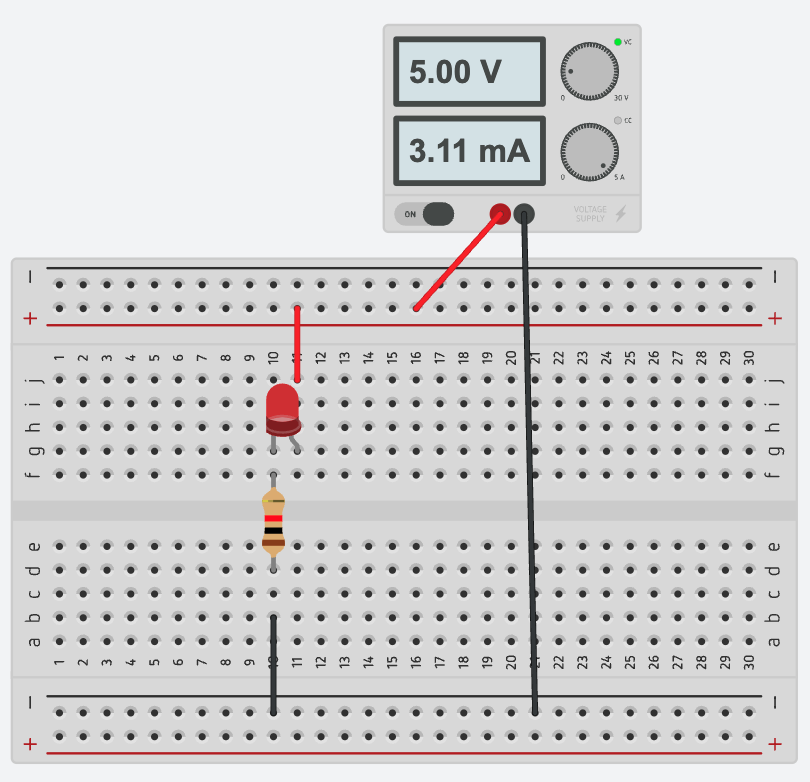 5.00 V
VC
0 30 V
3.11 mA
CC
0 5 A
ON
VOLTAGE
SUPPLY
− −
+ +
1 2 3 4 5 6 7 8 9 10 11 12 13 14 15 16 17 18 19 20 21 22 23 24 25 26 27 28 29 30
j j
i i
h h
g g
f f
e e
d d
c c
b b
a a
1 2 3 4 5 6 7 8 9 10 11 12 13 14 15 16 17 18 19 20 21 22 23 24 25 26 27 28 29 30
− −
+ +